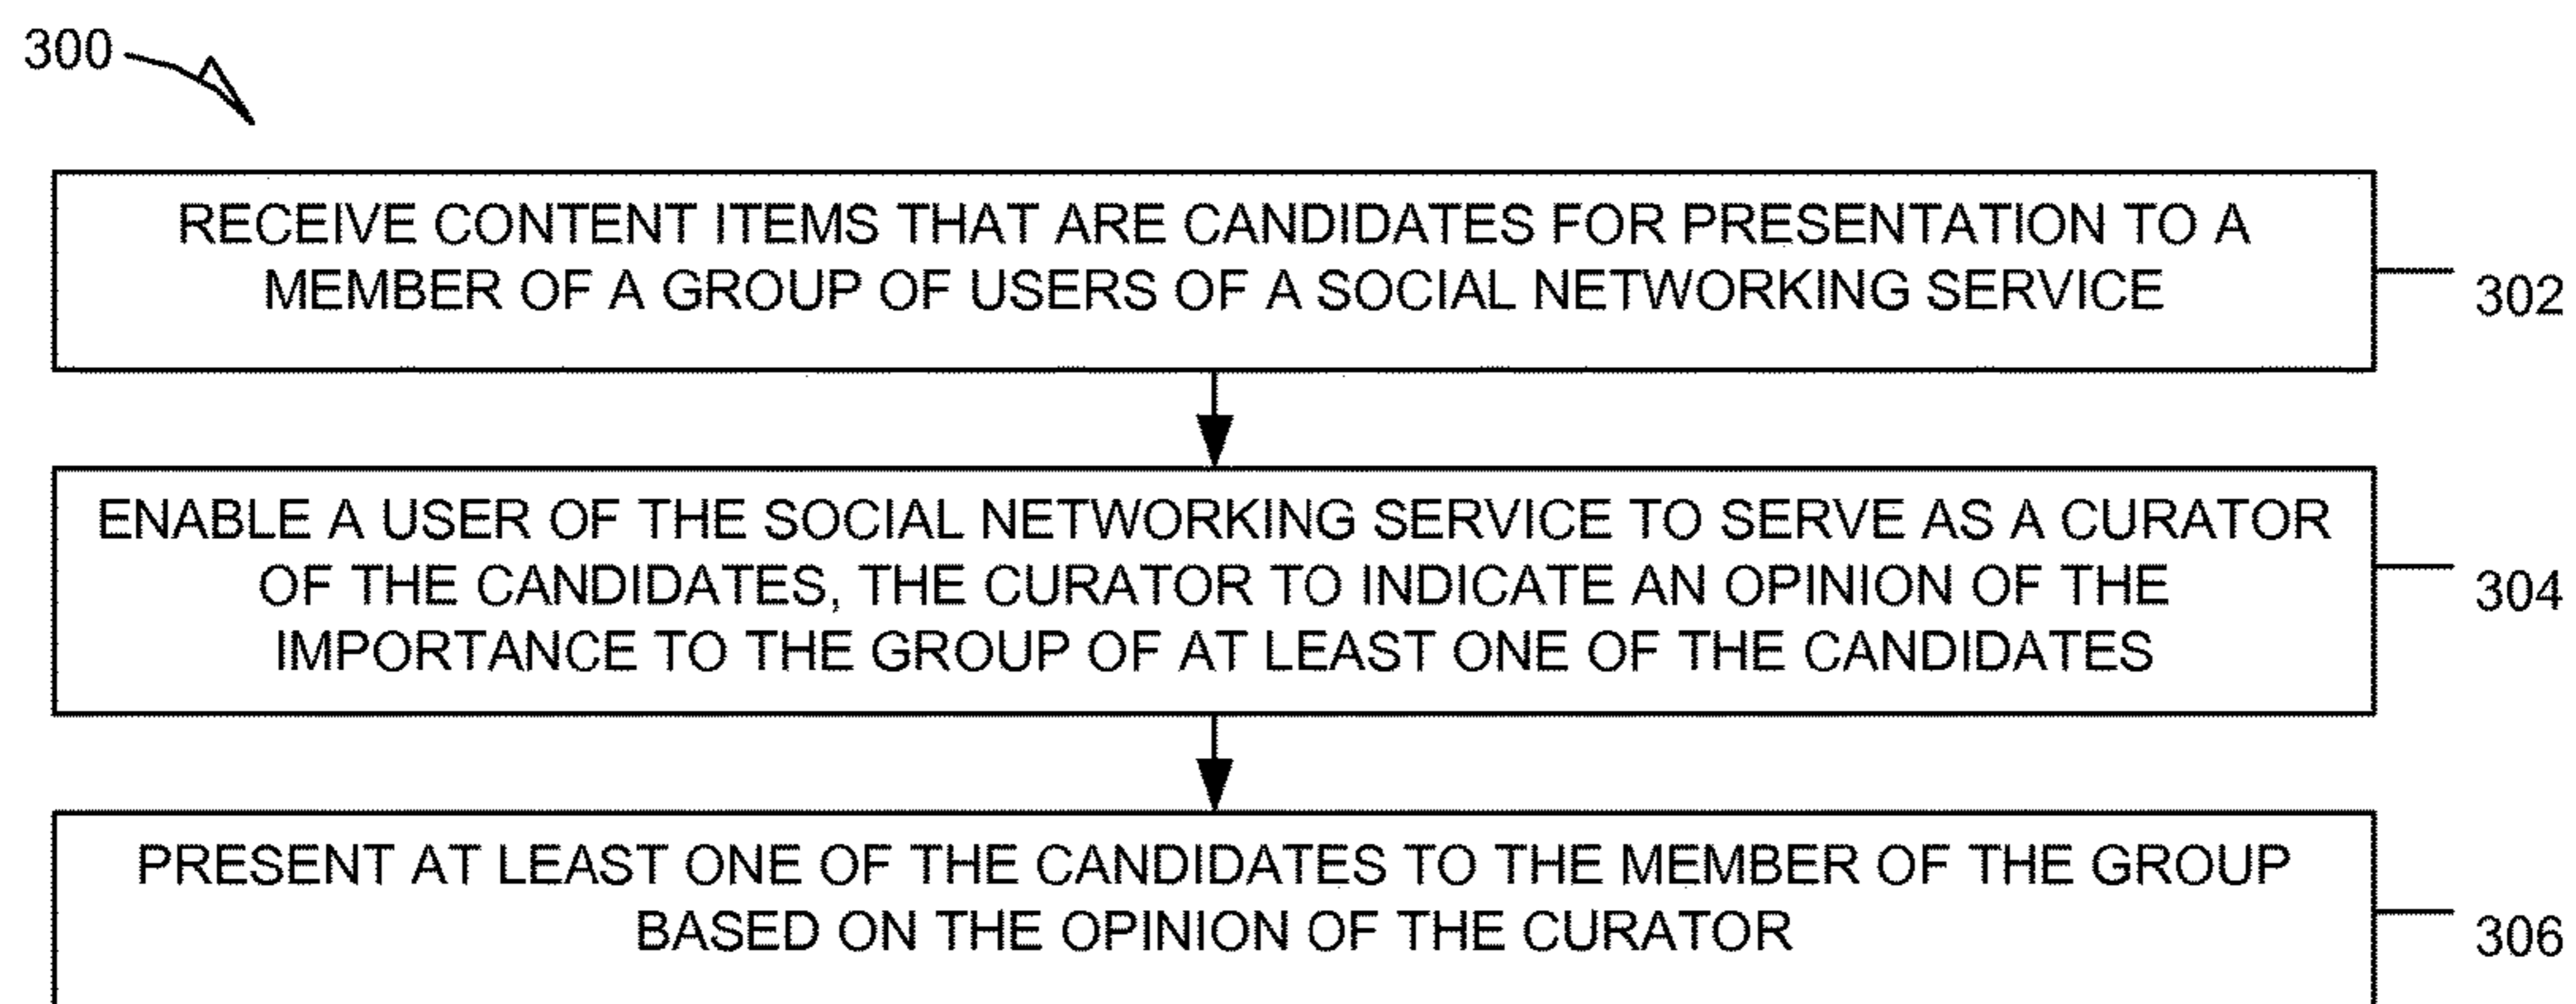 300
RECEIVE CONTENT ITEMS THAT ARE CANDIDATES FOR PRESENTATION TO A
MEMBER OF A GROUP OF USERS OF A SOCIAL NETWORKING SERVICE
302
ENABLE A USER OF THE SOCIAL NETWORKING SERVICE TO SERVE AS A CURATOR
OF THE CANDIDATES, THE CURATOR TO INDICATE AN OPINION OF THE
IMPORTANCE TO THE GROUP OF AT LEAST ONE OF THE CANDIDATES
304
PRESENT AT LEAST ONE OF THE CANDIDATES TO THE MEMBER OF THE GROUP
BASED ON THE OPINION OF THE CURATOR
306